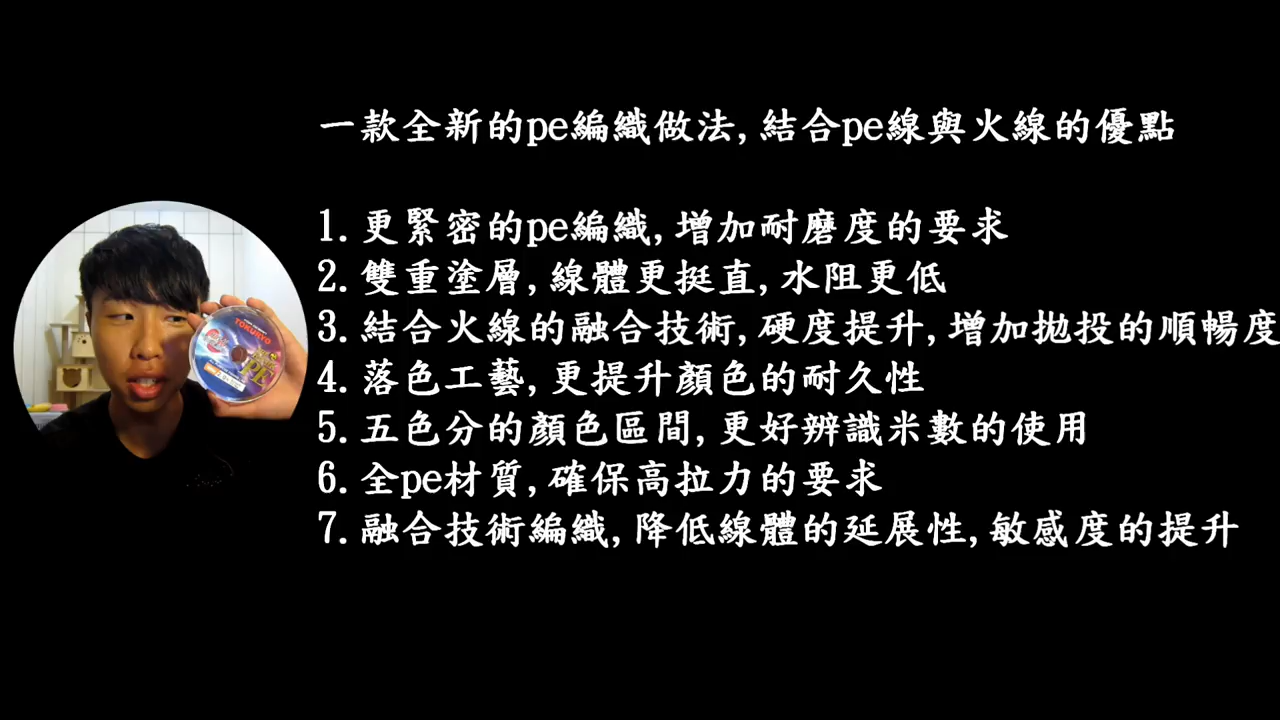 一款全新的pe編織做法,結合pe線與火線的優點
1.更緊密的pe編織,增加耐磨度的要求
2.雙重塗層,線體更挺直,水阻更低
3.結合火線的融合技術,硬度提升,增加拋投的順暢度
4.落色工藝,更提升顏色的耐久性
5.五色分的顏色區間,更好辨識米數的使用
6.全pe材質,確保高拉力的要求
7.融合技術編織,降低線體的延展性,敏感度的提升
TOKURYO
PE